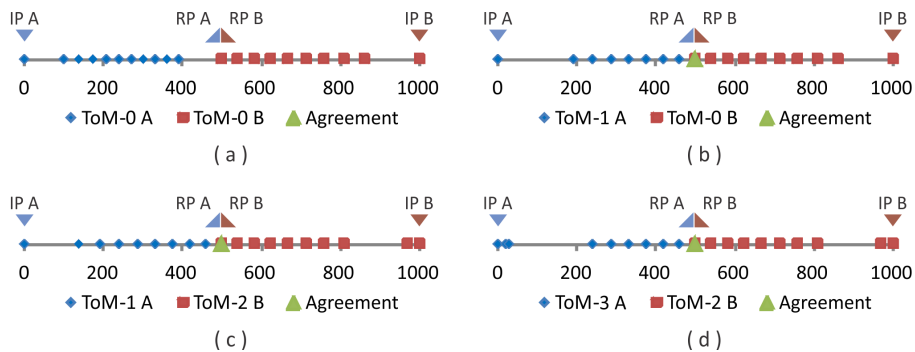 IP A RP A RP B IP B
0 200 400 600 800 1000
ToM-0 A ToM-0 B Agreement
( a )
IP A RP A RP B IP B
0 200 400 600 800 1000
ToM-1 A ToM-0 B Agreement
( b )
IP A RP A RP B IP B
0 200 400 600 800 1000
ToM-1 A ToM-2 B Agreement
( c )
IP A RP A RP B IP B
0 200 400 600 800 1000
ToM-3 A ToM-2 B Agreement
( d )